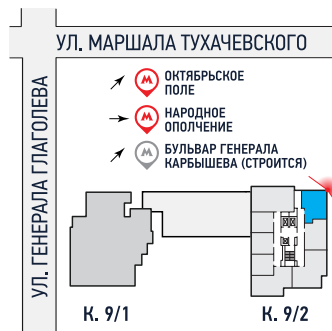 УЛ. МАРШАЛА ТУХАЧЕВСКОГО
УЛ. ГЕНЕРАЛА ГЛАГОЛЕВА
М ОКТЯБРЬСКОЕ
ПОЛЕ
М НАРОДНОЕ
ОПОЛЧЕНИЕ
М БУЛЬВАР ГЕНЕРАЛА
КАРБЫШЕВА (СТРОИТСЯ)
К. 9/1
К. 9/2